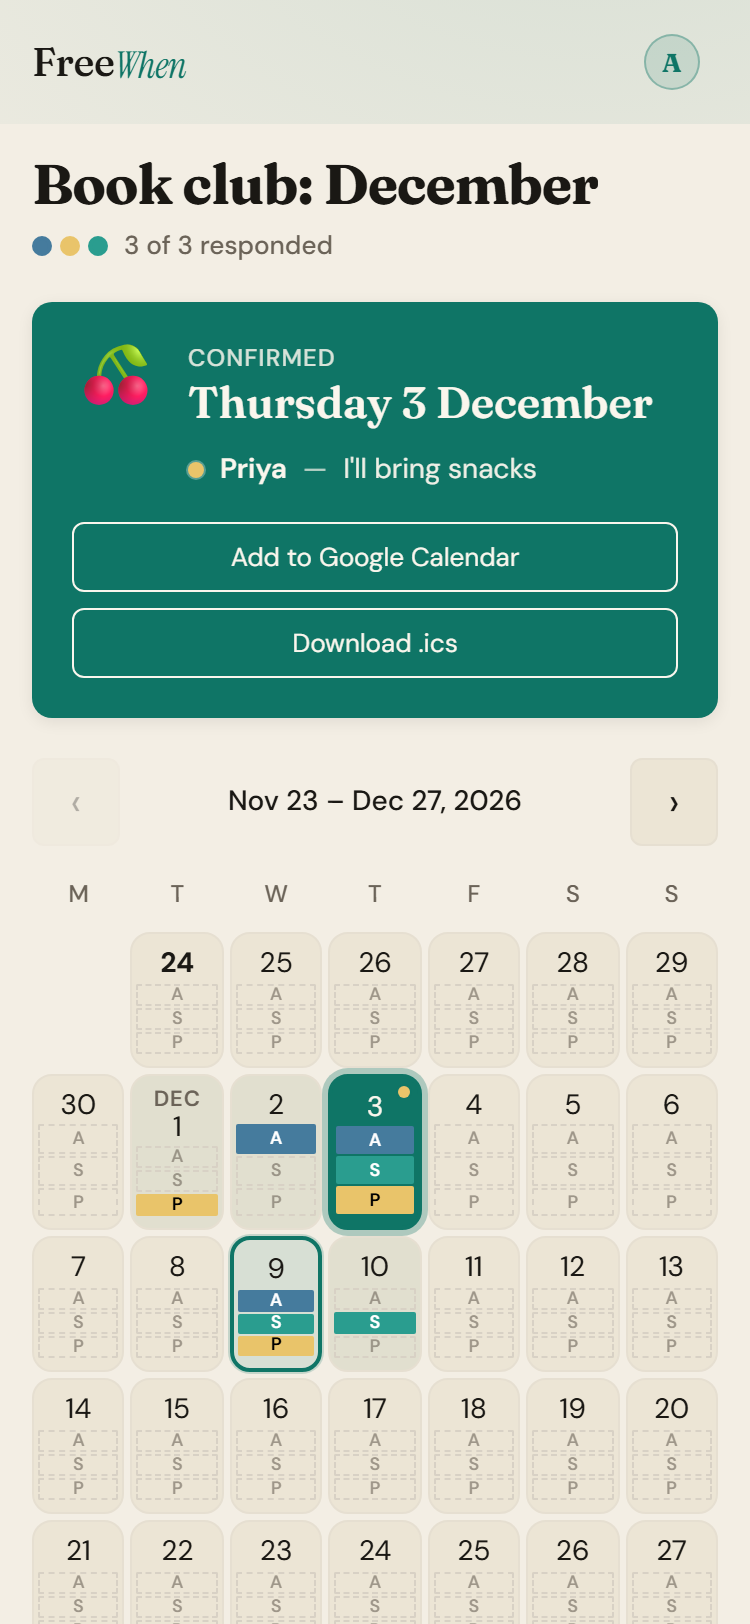 FreeWhen
A
Book club: December
3 of 3 responded
CONFIRMED
Thursday 3 December
Priya — I'll bring snacks
Add to Google Calendar
Download .ics
‹ Nov 23 – Dec 27, 2026 ›
M T W T F S S
24 25 26 27 28 29
A A A A A A
S S S S S S
P P P P P P
30 DEC 1 2 3 4 5 6
A A A A A A A
S S S S S S S
P P P P P P P
7 8 9 10 11 12 13
A A A A A A A
S S S S S S S
P P P P P P P
14 15 16 17 18 19 20
A A A A A A A
S S S S S S S
P P P P P P P
21 22 23 24 25 26 27
A A A A A A A
S S S S S S S